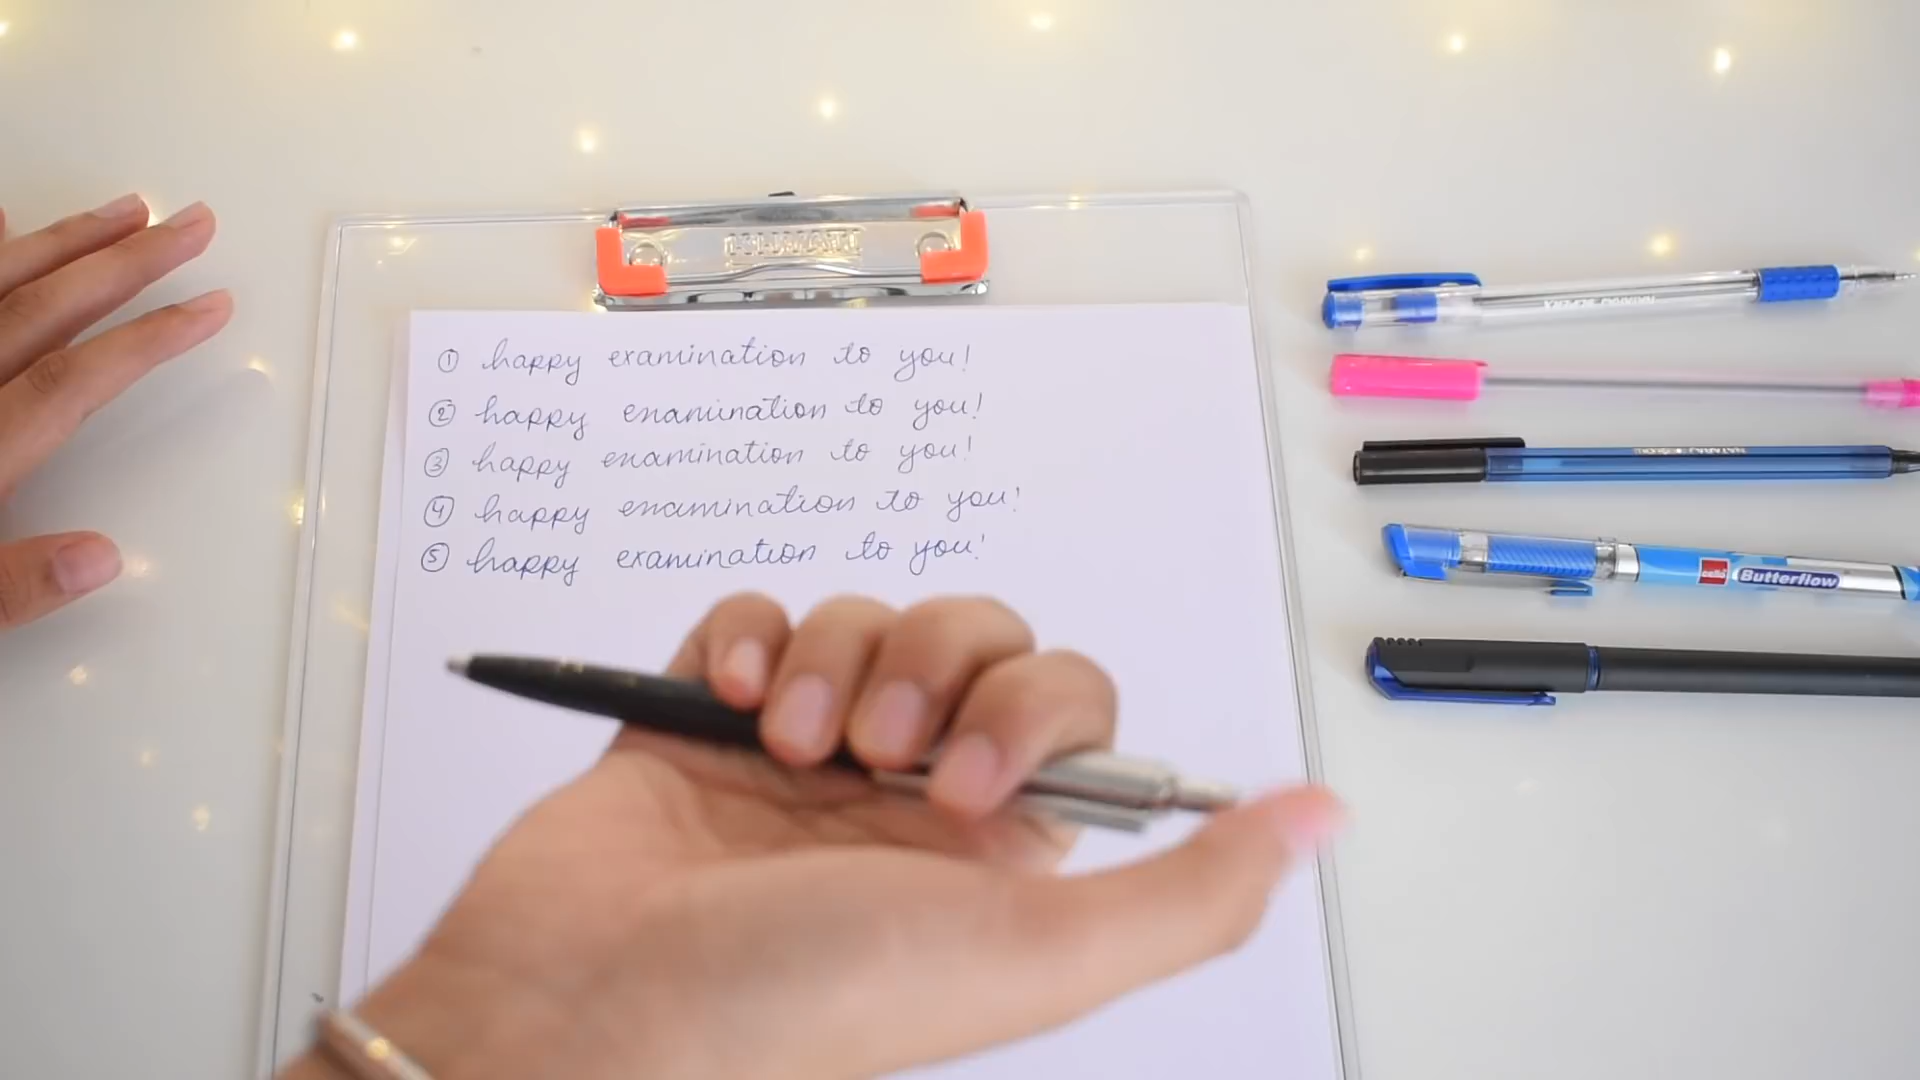 ① happy examination to you!
② happy examination to you!
③ happy examination to you!
④ happy examination to you!
⑤ happy examination to you!
cello Butterflow